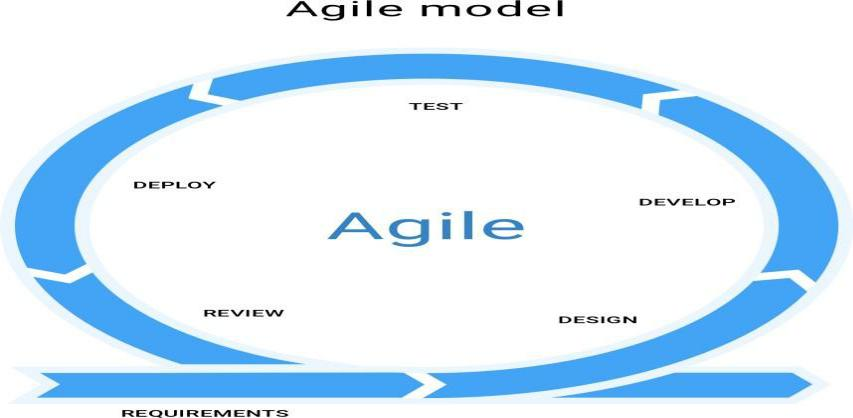 Agile model
TEST
DEPLOY
DEVELOP
Agile
REVIEW
DESIGN
REQUIREMENTS